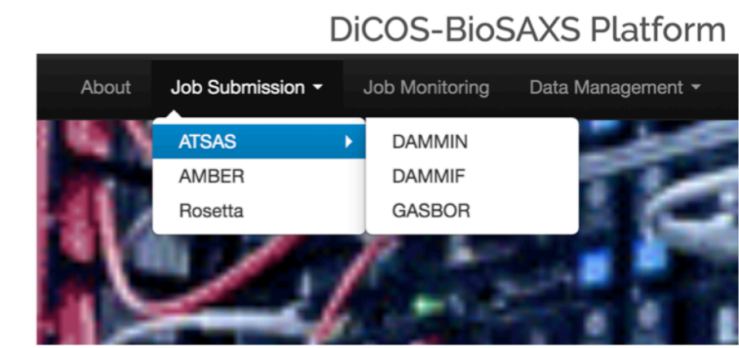 DiCOS-BioSAXS Platform
About Job Submission Job Monitoring Data Management
ATSAS DAMMIN
AMBER DAMMIF
Rosetta GASBOR